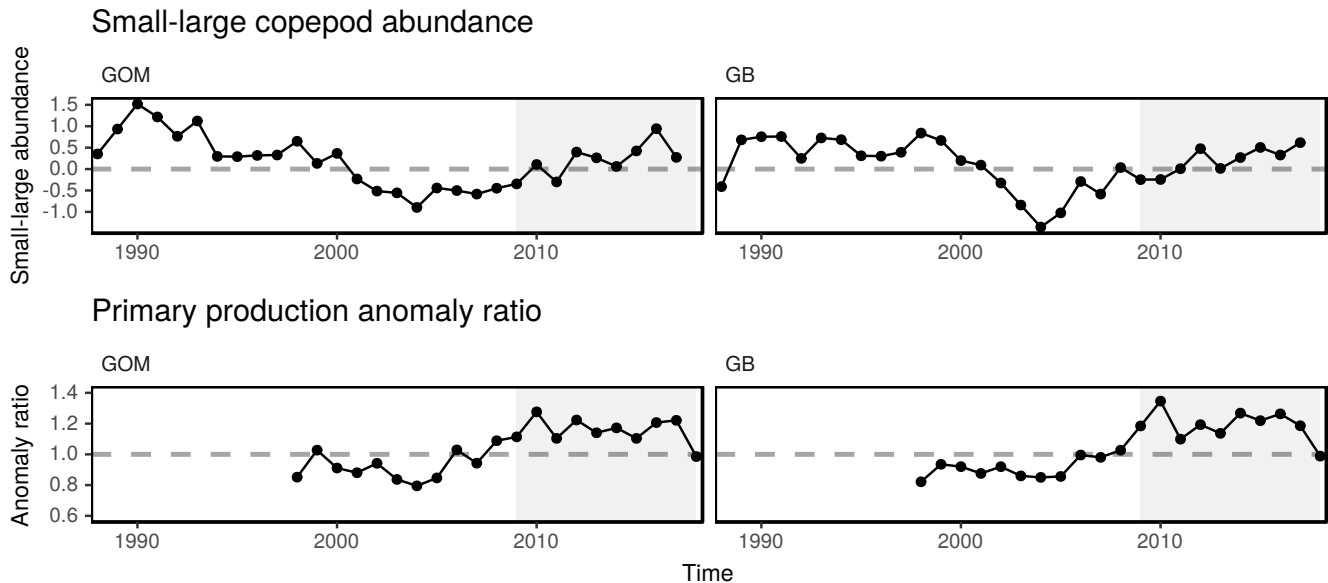 Small-large copepod abundance
GOM GB
Small-large abundance
1.5
1.0
0.5
0.0
-0.5
-1.0
1990 2000 2010 1990 2000 2010
Primary production anomaly ratio
GOM GB
Anomaly ratio
1.4
1.2
1.0
0.8
0.6
1990 2000 2010 1990 2000 2010
Time